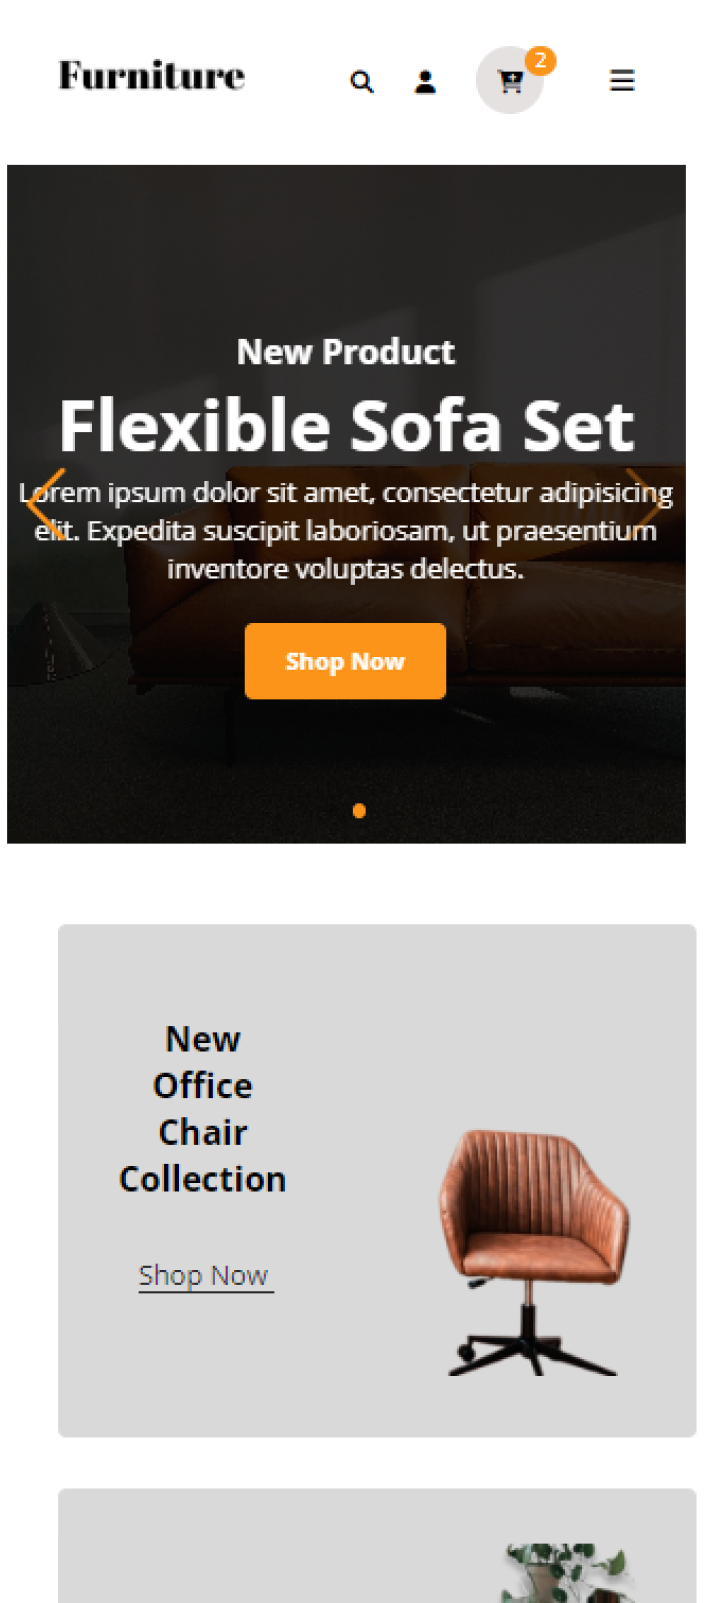 Furniture
2
New Product
Flexible Sofa Set
Lorem ipsum dolor sit amet, consectetur adipisicing
elit. Expedita suscipit laboriosam, ut praesentium
inventore voluptas delectus.
Shop Now
New
Office
Chair
Collection
Shop Now